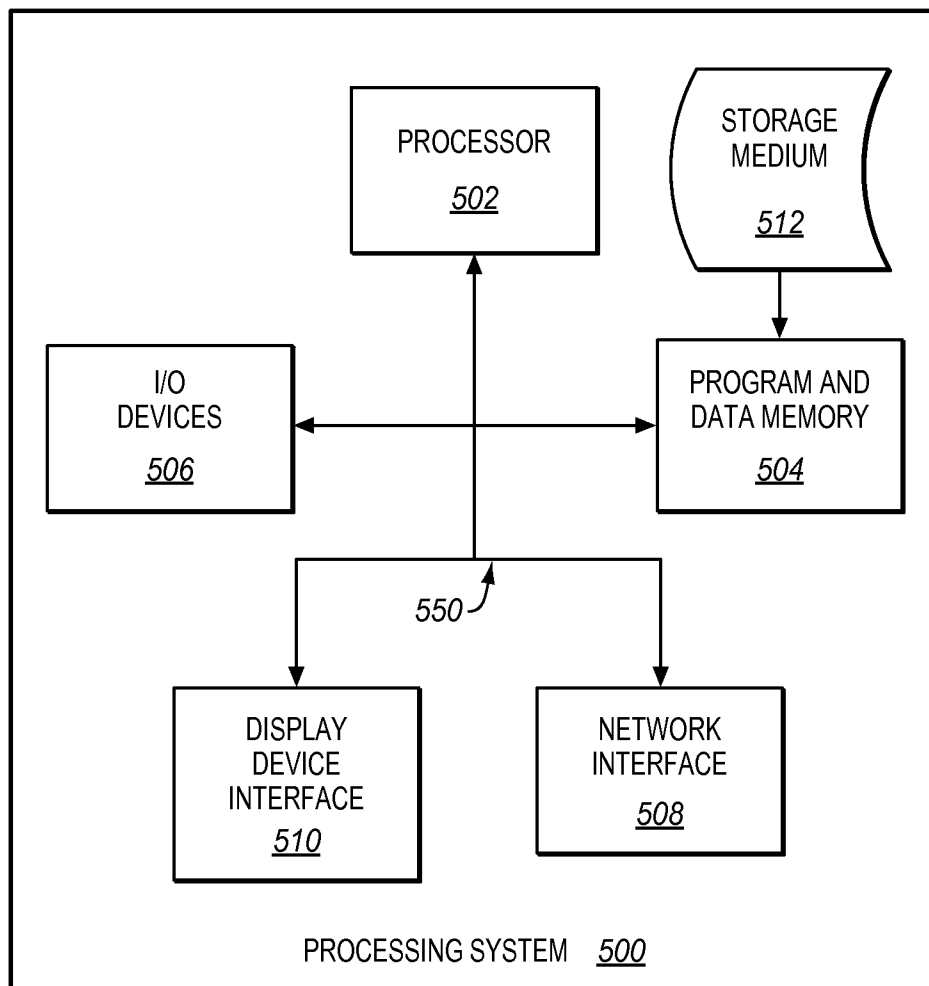 PROCESSOR
502
STORAGE
MEDIUM
512
I/O
DEVICES
506
PROGRAM AND
DATA MEMORY
504
550
DISPLAY
DEVICE
INTERFACE
510
NETWORK
INTERFACE
508
PROCESSING SYSTEM 500